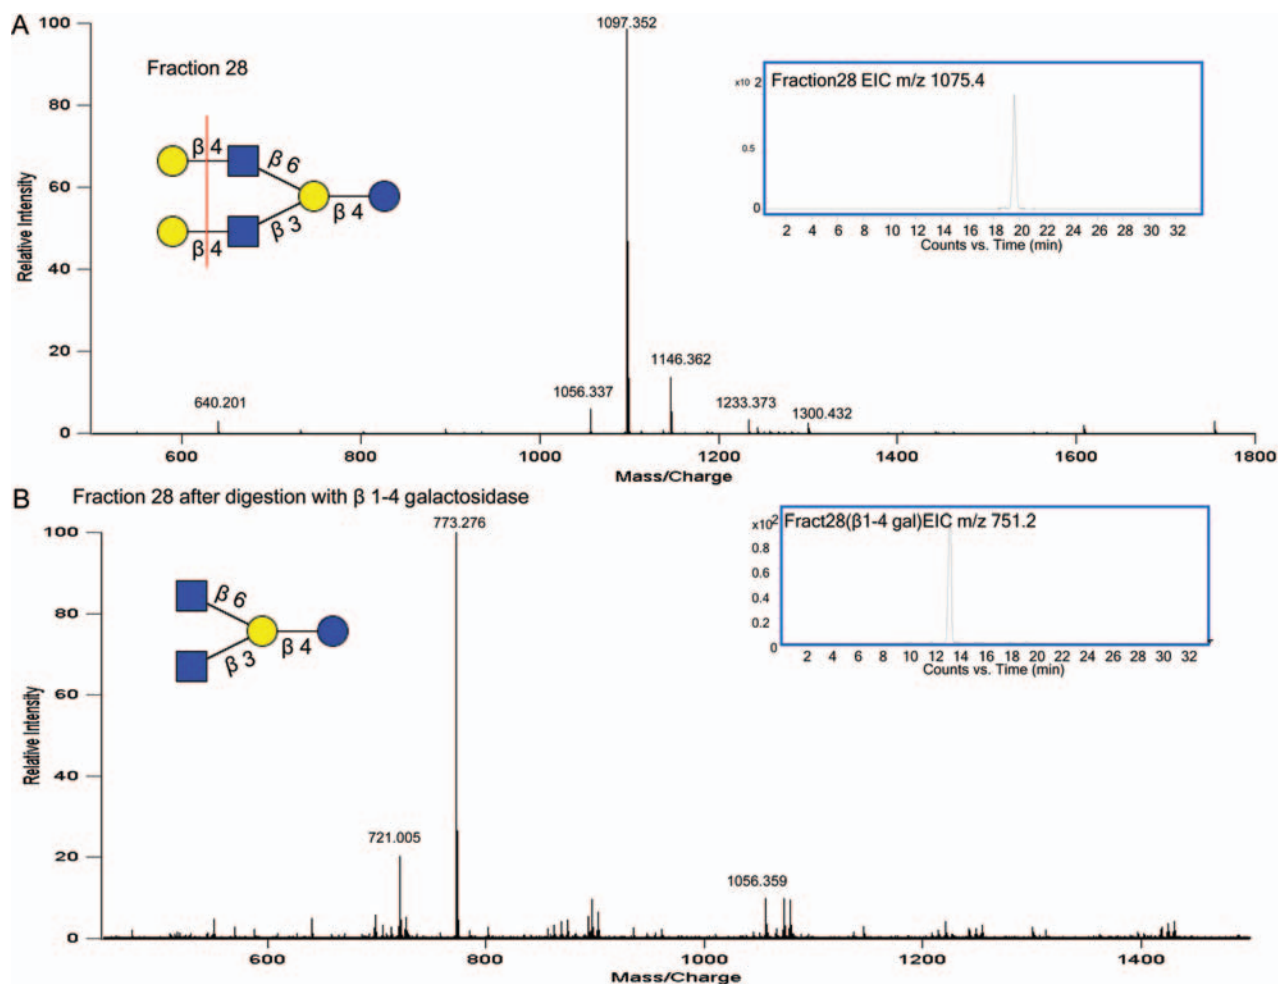 A
Fraction 28
β 4
β 6
β 4
β 3
β 4
Relative Intensity
100
80
60
40
20
0
1097.352
640.201
1056.337
1146.362
1233.373
1300.432
600
800
1000
1200
1400
1600
1800
Mass/Charge
Fraction28 EIC m/z 1075.4
x10 2
0.5
0
2 4 6 8 10 12 14 16 18 20 22 24 26 28 30 32
Counts vs. Time (min)
B
Fraction 28 after digestion with β 1-4 galactosidase
β 6
β 3
β 4
Relative Intensity
100
80
60
40
20
0
773.276
721.005
1056.359
600
800
1000
1200
1400
Mass/Charge
Fract28(β1-4 gal)EIC m/z 751.2
x10²
0.8
0.6
0.4
0.2
0
2 4 6 8 10 12 14 16 18 20 22 24 26 28 30 32
Counts vs. Time (min)